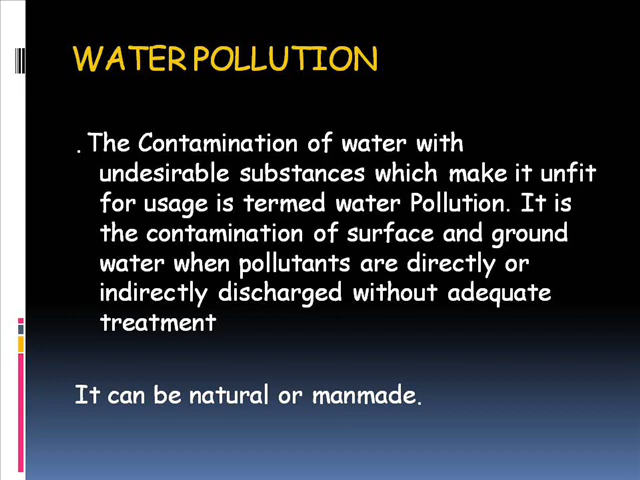 WATER POLLUTION
. The Contamination of water with
undesirable substances which make it unfit
for usage is termed water Pollution. It is
the contamination of surface and ground
water when pollutants are directly or
indirectly discharged without adequate
treatment
It can be natural or manmade.